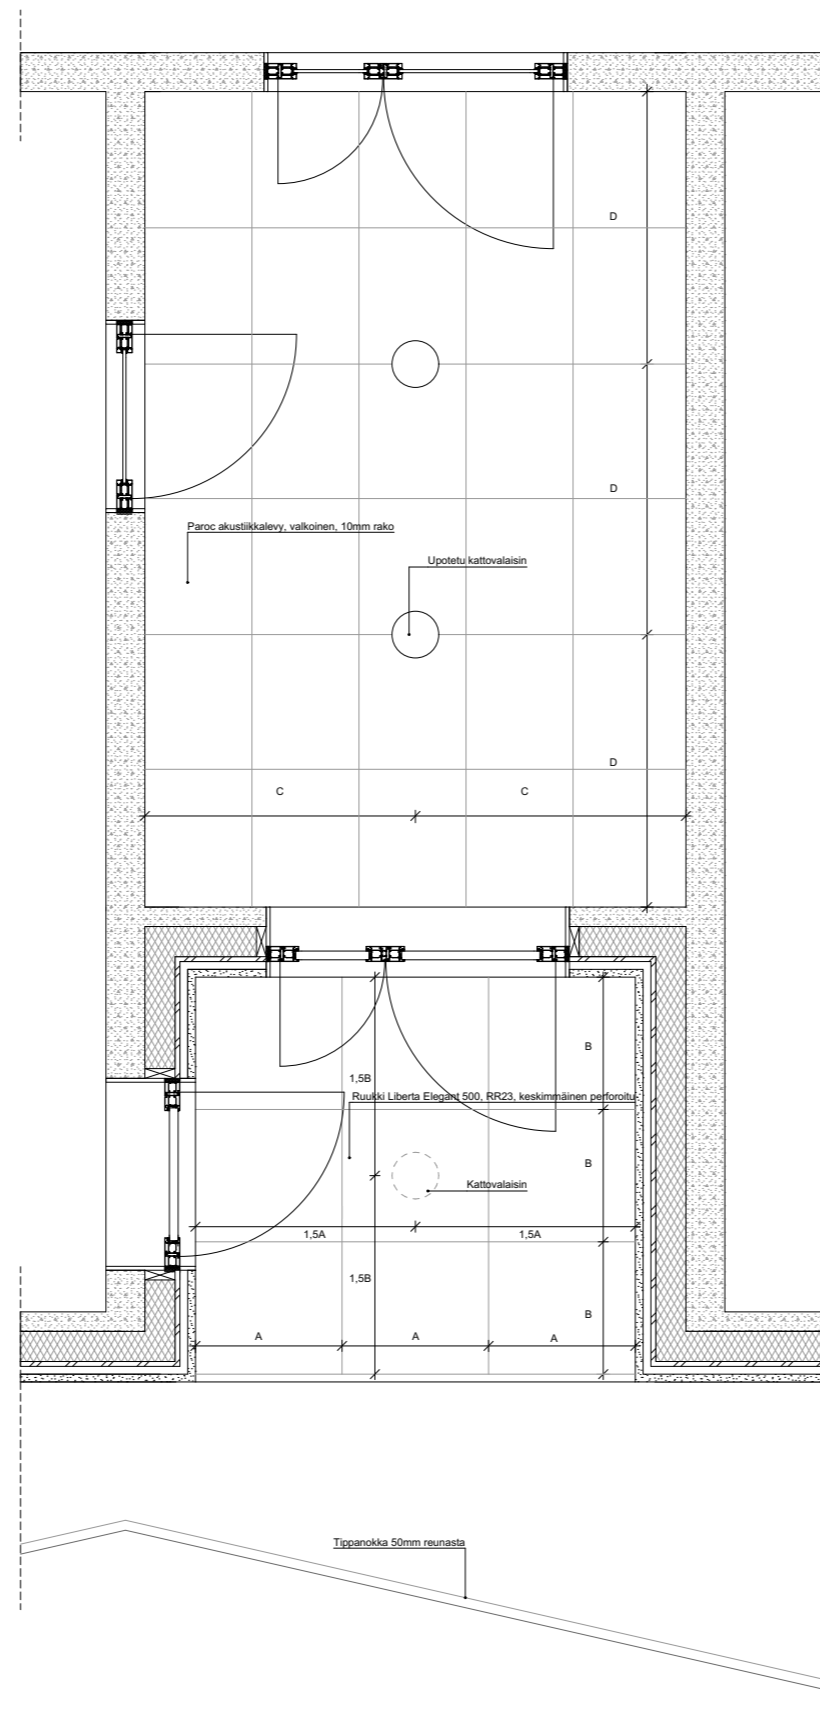 D
D
Paroc akustiikkalevy, valkoinen, 10mm rako
Upotetu kattovalaisin
D
C
C
B
1,5B
Ruukki Liberta Elegant 500, RR23, keskimmäinen perforoitu
B
Kattovalaisin
1,5A
1,5A
1,5B
B
A
A
A
Tippanokka 50mm reunasta